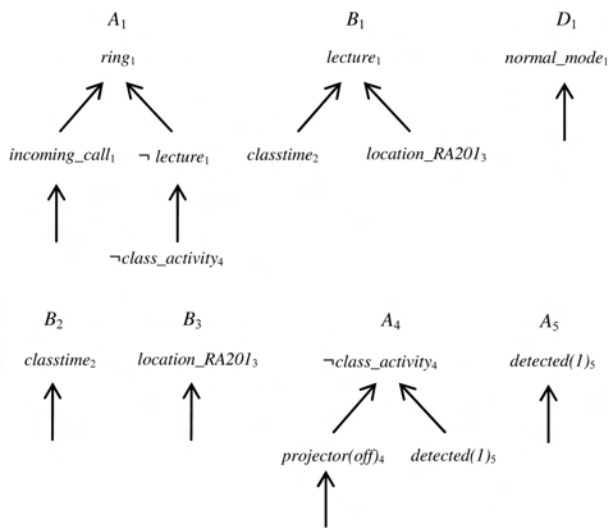 A₁ B₁ D₁
ring₁ lecture₁ normal_mode₁
incoming_call₁ ¬ lecture₁ classtime₂ location_RA201₃
¬class_activity₄
B₂ B₃ A₄ A₅
classtime₂ location_RA201₃ ¬class_activity₄ detected(1)₅
projector(off)₄ detected(1)₅